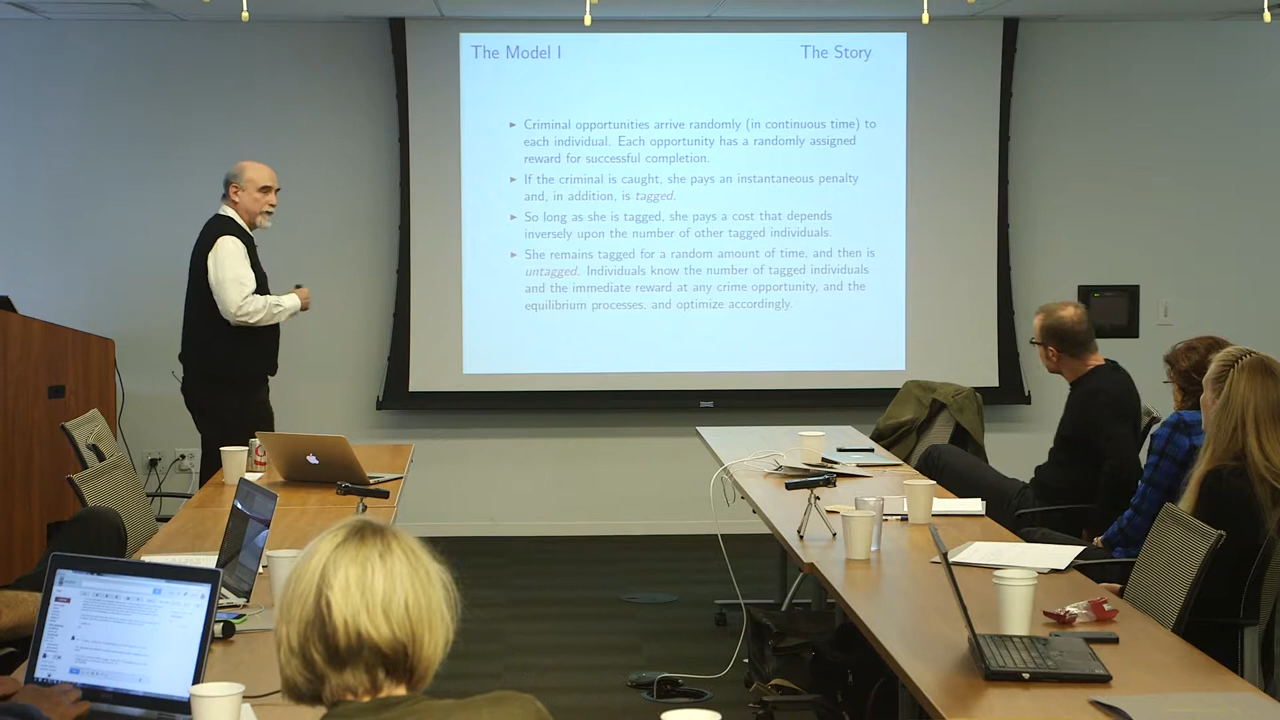 The Model I The Story
► Criminal opportunities arrive randomly (in continuous time) to
each individual. Each opportunity has a randomly assigned
reward for successful completion.
► If the criminal is caught, she pays an instantaneous penalty
and, in addition, is tagged.
► So long as she is tagged, she pays a cost that depends
inversely upon the number of other tagged individuals.
► She remains tagged for a random amount of time, and then is
untagged. Individuals know the number of tagged individuals
and the immediate reward at any crime opportunity, and the
equilibrium processes, and optimize accordingly.